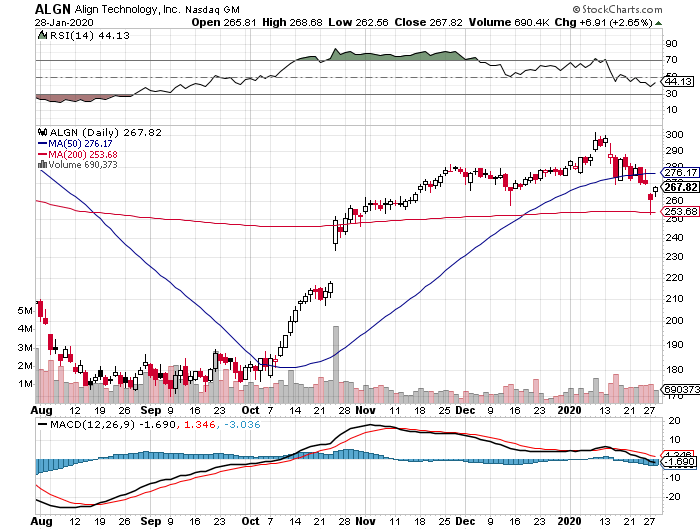 ALGN Align Technology, Inc. Nasdaq GM © StockCharts.com
28-Jan-2020 Open 265.81 High 268.68 Low 262.56 Close 267.82 Volume 690.4K Chg +6.91 (+2.65%)
RSI(14) 44.13
90
70
50
44.13
30
10
ALGN (Daily) 267.82
MA(50) 276.17
MA(200) 253.68
Volume 690,373
300
290
280
276.17
270
267.82
260
253.68
250
240
230
220
210
200
190
180
170
690373
5M
4M
3M
2M
1M
Aug 12 19 26 Sep 9 16 23 Oct 7 14 21 28 Nov 11 18 25 Dec 9 16 23 2020 13 21 27
MACD(12,26,9) -1.690, 1.346, -3.036
20
10
1.346
-1.690
-10
-20
Aug 12 19 26 Sep 9 16 23 Oct 7 14 21 28 Nov 11 18 25 Dec 9 16 23 2020 13 21 27